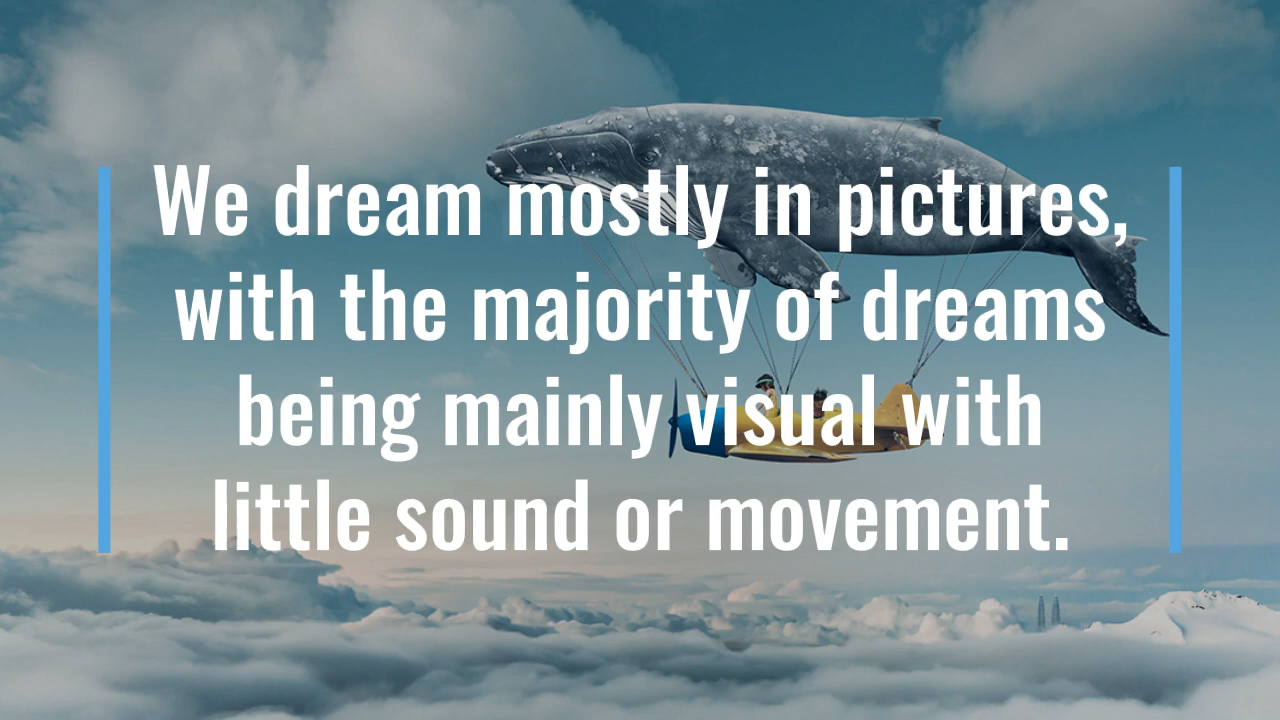 We dream mostly in pictures,
with the majority of dreams
being mainly visual with
little sound or movement.